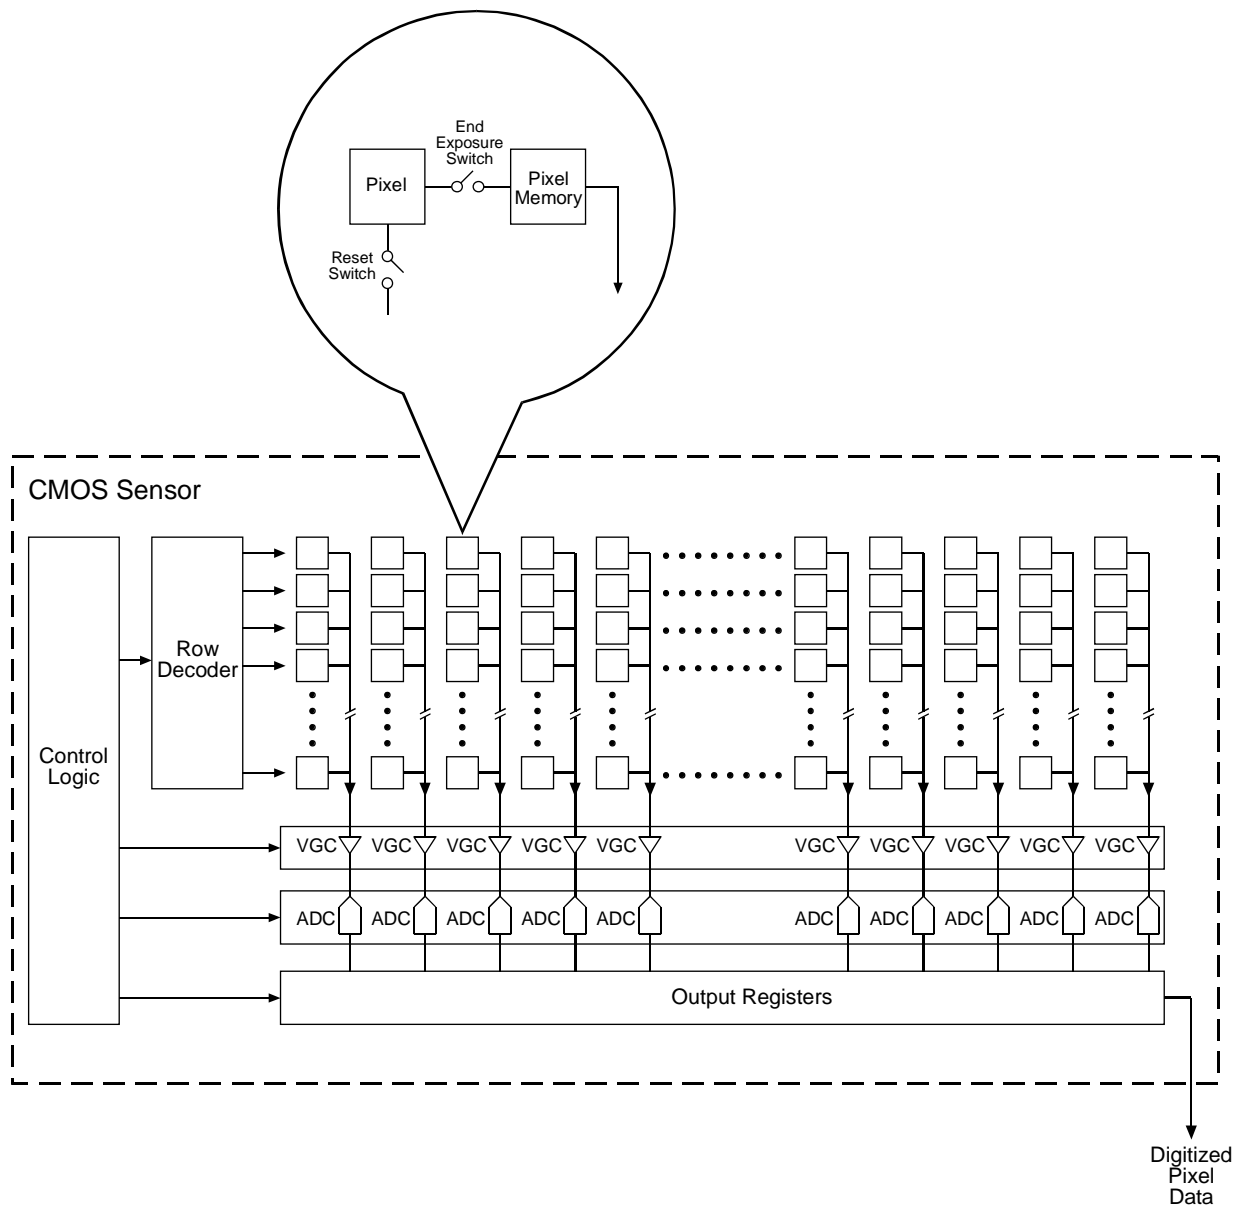 End
Exposure
Switch
Pixel
Pixel
Memory
Reset
Switch
CMOS Sensor
Row
Decoder
Control
Logic
VGC VGC VGC VGC VGC VGC VGC VGC VGC VGC
ADC ADC ADC ADC ADC ADC ADC ADC ADC ADC
Output Registers
Digitized
Pixel
Data